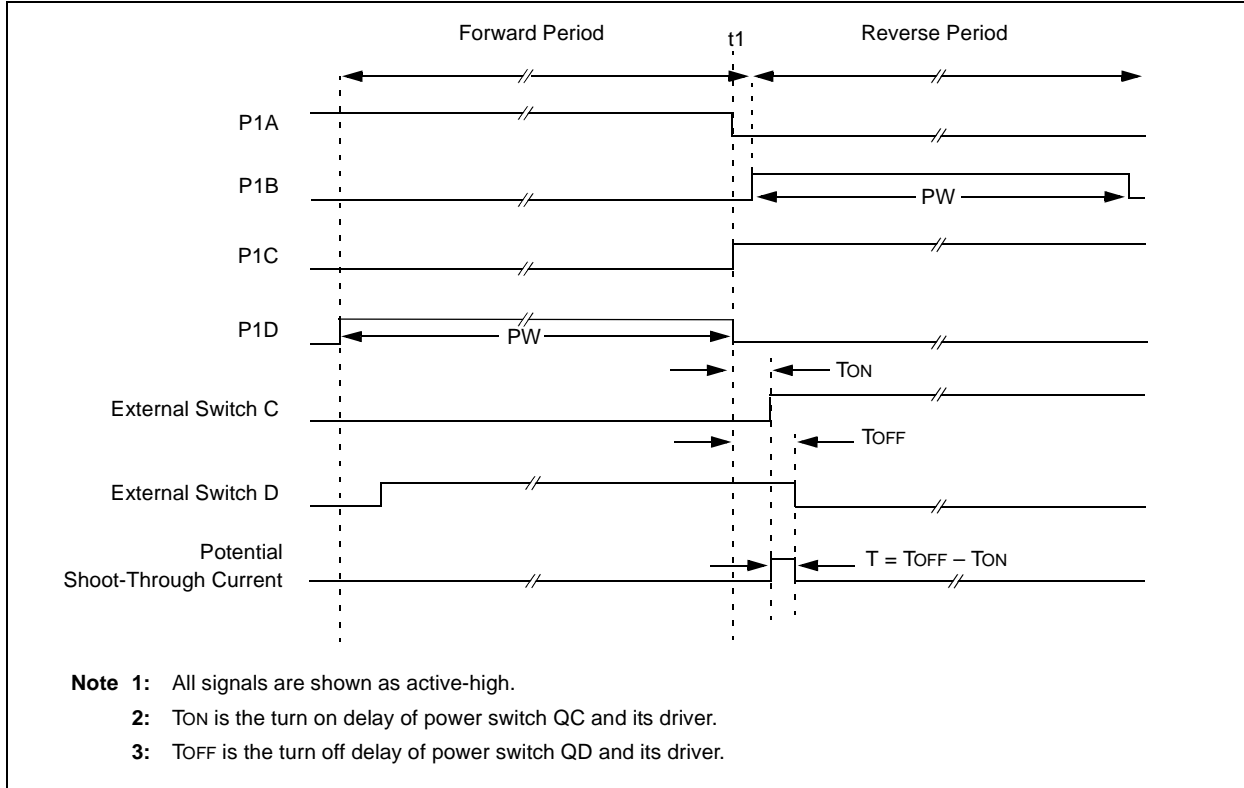 Forward Period
t1
Reverse Period
P1A
P1B
PW
P1C
P1D
PW
TON
External Switch C
TOFF
External Switch D
Potential
Shoot-Through Current
T = TOFF – TON
Note 1: All signals are shown as active-high.
2: TON is the turn on delay of power switch QC and its driver.
3: TOFF is the turn off delay of power switch QD and its driver.